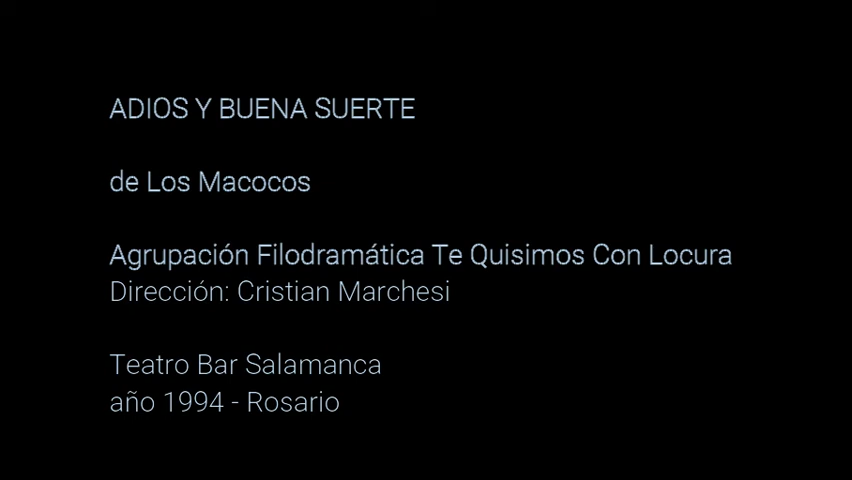 ADIOS Y BUENA SUERTE
de Los Macocos
Agrupación Filodramática Te Quisimos Con Locura
Dirección: Cristian Marchesi
Teatro Bar Salamanca
año 1994 - Rosario